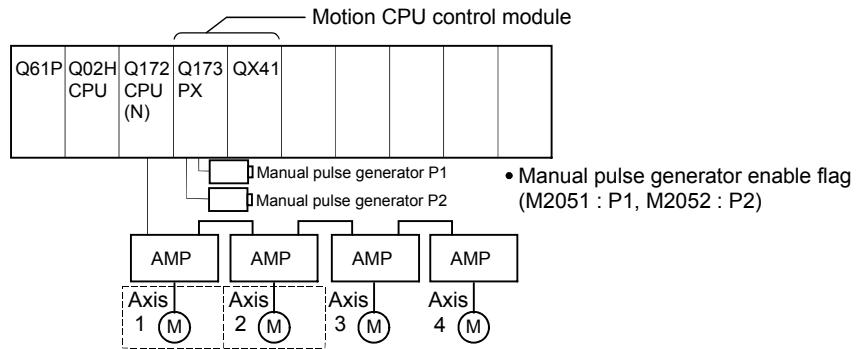 Motion CPU control module
Q61P Q02H CPU Q172 CPU (N) Q173 PX QX41
Manual pulse generator P1
Manual pulse generator P2
• Manual pulse generator enable flag
(M2051 : P1, M2052 : P2)
AMP AMP AMP AMP
Axis 1 M Axis 2 M Axis 3 M Axis 4 M